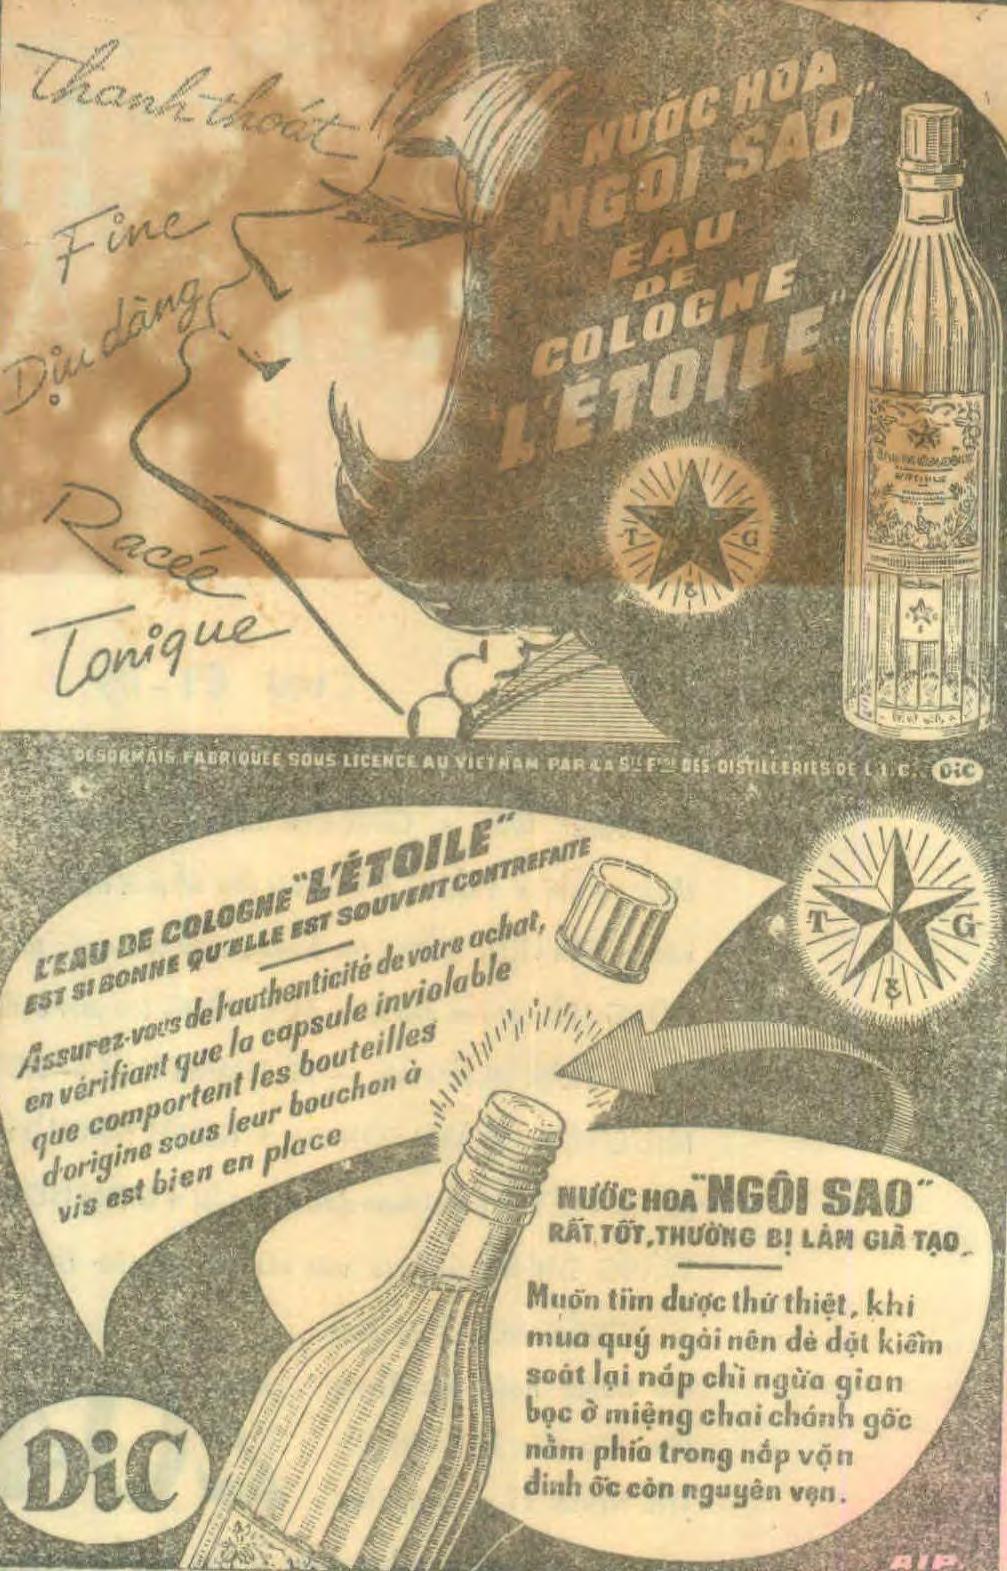 Thanh-thoát
Fine
Dịu dàng
Racée
Tonique
NƯỚC HOA
NGÔI SAO"
EAU
DE
COLOGNE
"L'ÉTOILE"
T G
&
DÉSORMAIS FABRIQUÉE SOUS LICENCE AU VIETNAM PAR LA Sté Fçse DES DISTILLERIES DE L'I.C. DiC
L'EAU DE COLOGNE "L'ÉTOILE"
EST SI BONNE QU'ELLE EST SOUVENT CONTREFAITE
Assurez-vous de l'authenticité de votre achat,
en vérifiant que la capsule inviolable
que comportent les bouteilles
d'origine sous leur bouchon à
vis est bien en place
T G
&
NƯỚC HOA "NGÔI SAO"
RẤT TỐT, THƯỜNG BỊ LÀM GIẢ TẠO
Muốn tìm được thứ thiệt, khi
mua quý ngài nên dè dặt kiểm
soát lại nắp chì ngừa gian
bọc ở miệng chai chánh gốc
nằm phía trong nắp vặn
đinh ốc còn nguyên vẹn.
DiC
AIP.